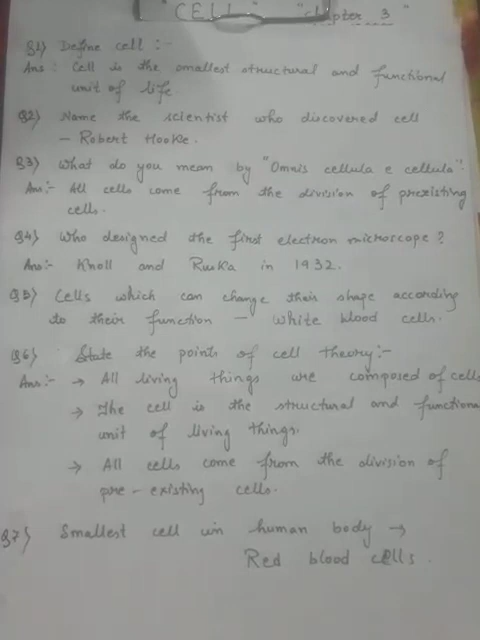 "CELL" "chapter 3"
Q1) Define cell :-
Ans : Cell is the smallest structural and functional
unit of life.
Q2) Name the scientist who discovered cell
- Robert Hooke.
Q3) What do you mean by "Omnis cellula e cellula".
Ans:- All cells come from the division of prexisting
cells.
Q4) Who designed the first electron microscope ?
Ans:- Knoll and Ruska in 1932.
Q5) Cells which can change their shape according
to their function - White blood cells.
Q6) State the points of cell theory:-
Ans:- → All living things are composed of cells
→ The cell is the structural and functional
unit of living things.
→ All cells come from the division of
pre-existing cells.
Q7) Smallest cell in human body →
Red blood cells.